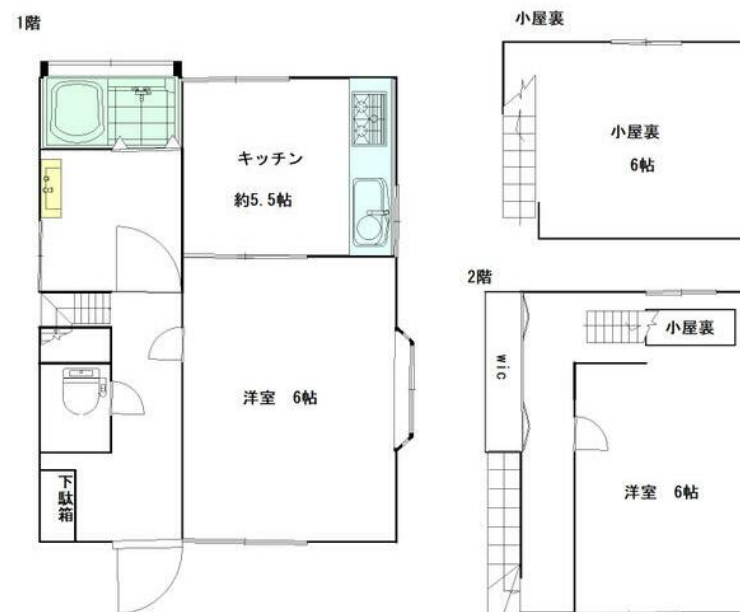 1階
キッチン
約5.5帖
洋室 6帖
下駄箱
小屋裏
小屋裏
6帖
2階
小屋裏
wic
洋室 6帖